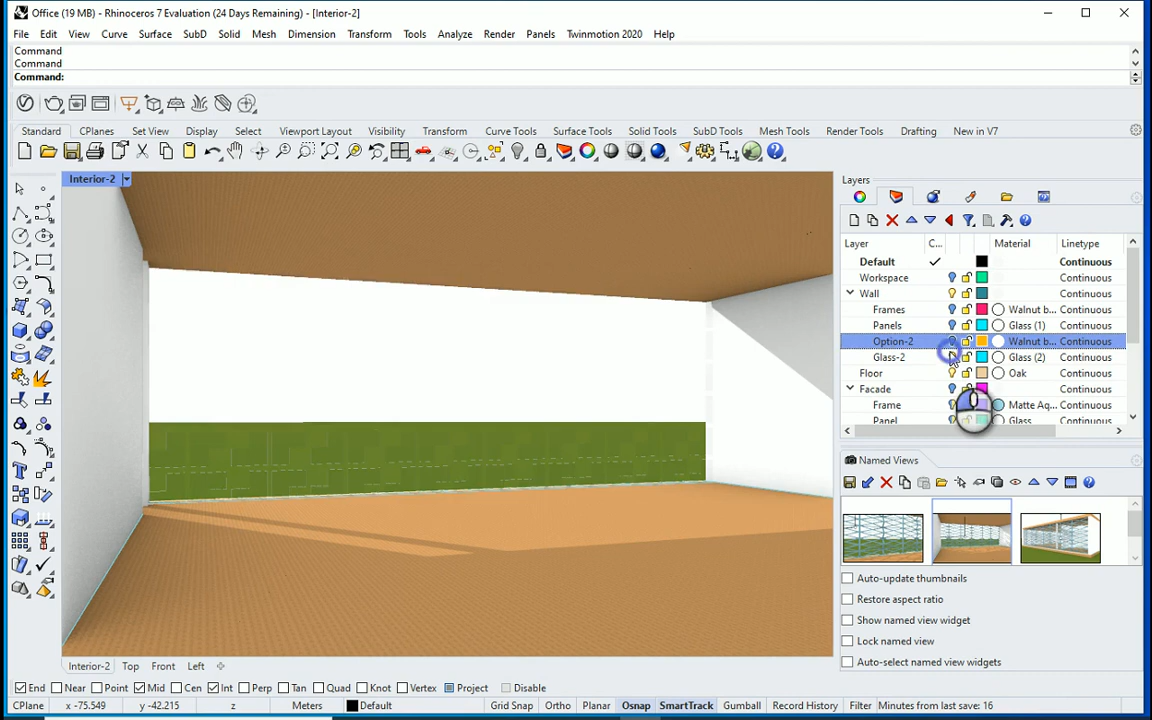 Office (19 MB) - Rhinoceros 7 Evaluation (24 Days Remaining) - [Interior-2]
File Edit View Curve Surface SubD Solid Mesh Dimension Transform Tools Analyze Render Panels Twinmotion 2020 Help
Command
Command
Command:
Standard CPlanes Set View Display Select Viewport Layout Visibility Transform Curve Tools Surface Tools Solid Tools SubD Tools Mesh Tools Render Tools Drafting New in V7
Interior-2
Layers
Layer C... Material Linetype
Default Continuous
Workspace Continuous
Wall Continuous
Frames Walnut b... Continuous
Panels Glass (1) Continuous
Option-2 Walnut b... Continuous
Glass-2 Glass (2) Continuous
Floor Oak Continuous
Facade Continuous
Frame Matte Aq... Continuous
Panel Glass Continuous
Named Views
Auto-update thumbnails
Restore aspect ratio
Show named view widget
Lock named view
Auto-select named view widgets
Interior-2 Top Front Left
End Near Point Mid Cen Int Perp Tan Quad Knot Vertex Project Disable
CPlane x -75.549 y -42.215 z Meters Default Grid Snap Ortho Planar Osnap SmartTrack Gumball Record History Filter Minutes from last save: 16